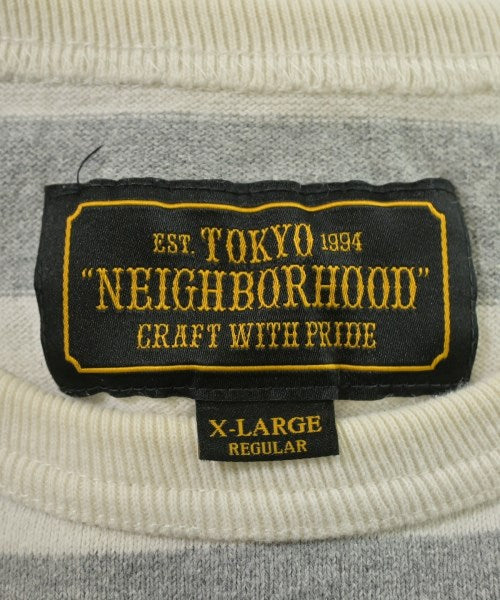 EST. TOKYO 1994
"NEIGHBORHOOD"
CRAFT WITH PRIDE
X-LARGE
REGULAR